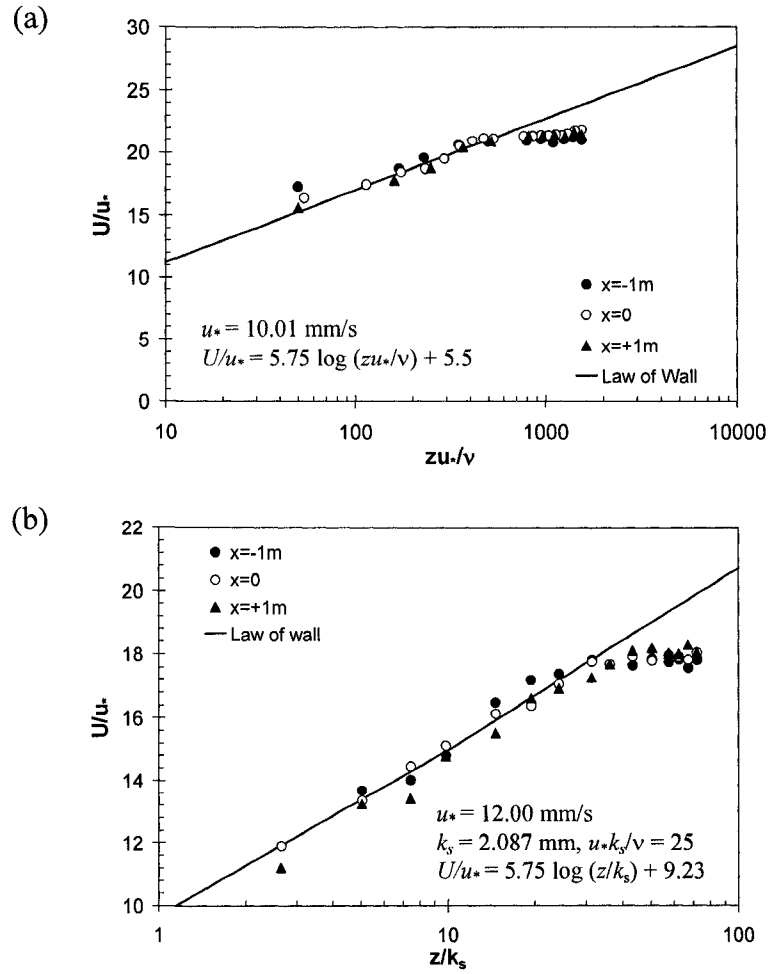 (a)
30
25
20
15
10
5
0
U/u*
10
100
1000
10000
zu*/ν
x=-1m
x=0
x=+1m
Law of Wall
u* = 10.01 mm/s
U/u* = 5.75 log (zu*/ν) + 5.5
(b)
22
20
18
16
14
12
10
U/u*
1
10
100
z/ks
x=-1m
x=0
x=+1m
Law of wall
u* = 12.00 mm/s
ks = 2.087 mm, u*ks/ν = 25
U/u* = 5.75 log (z/ks) + 9.23